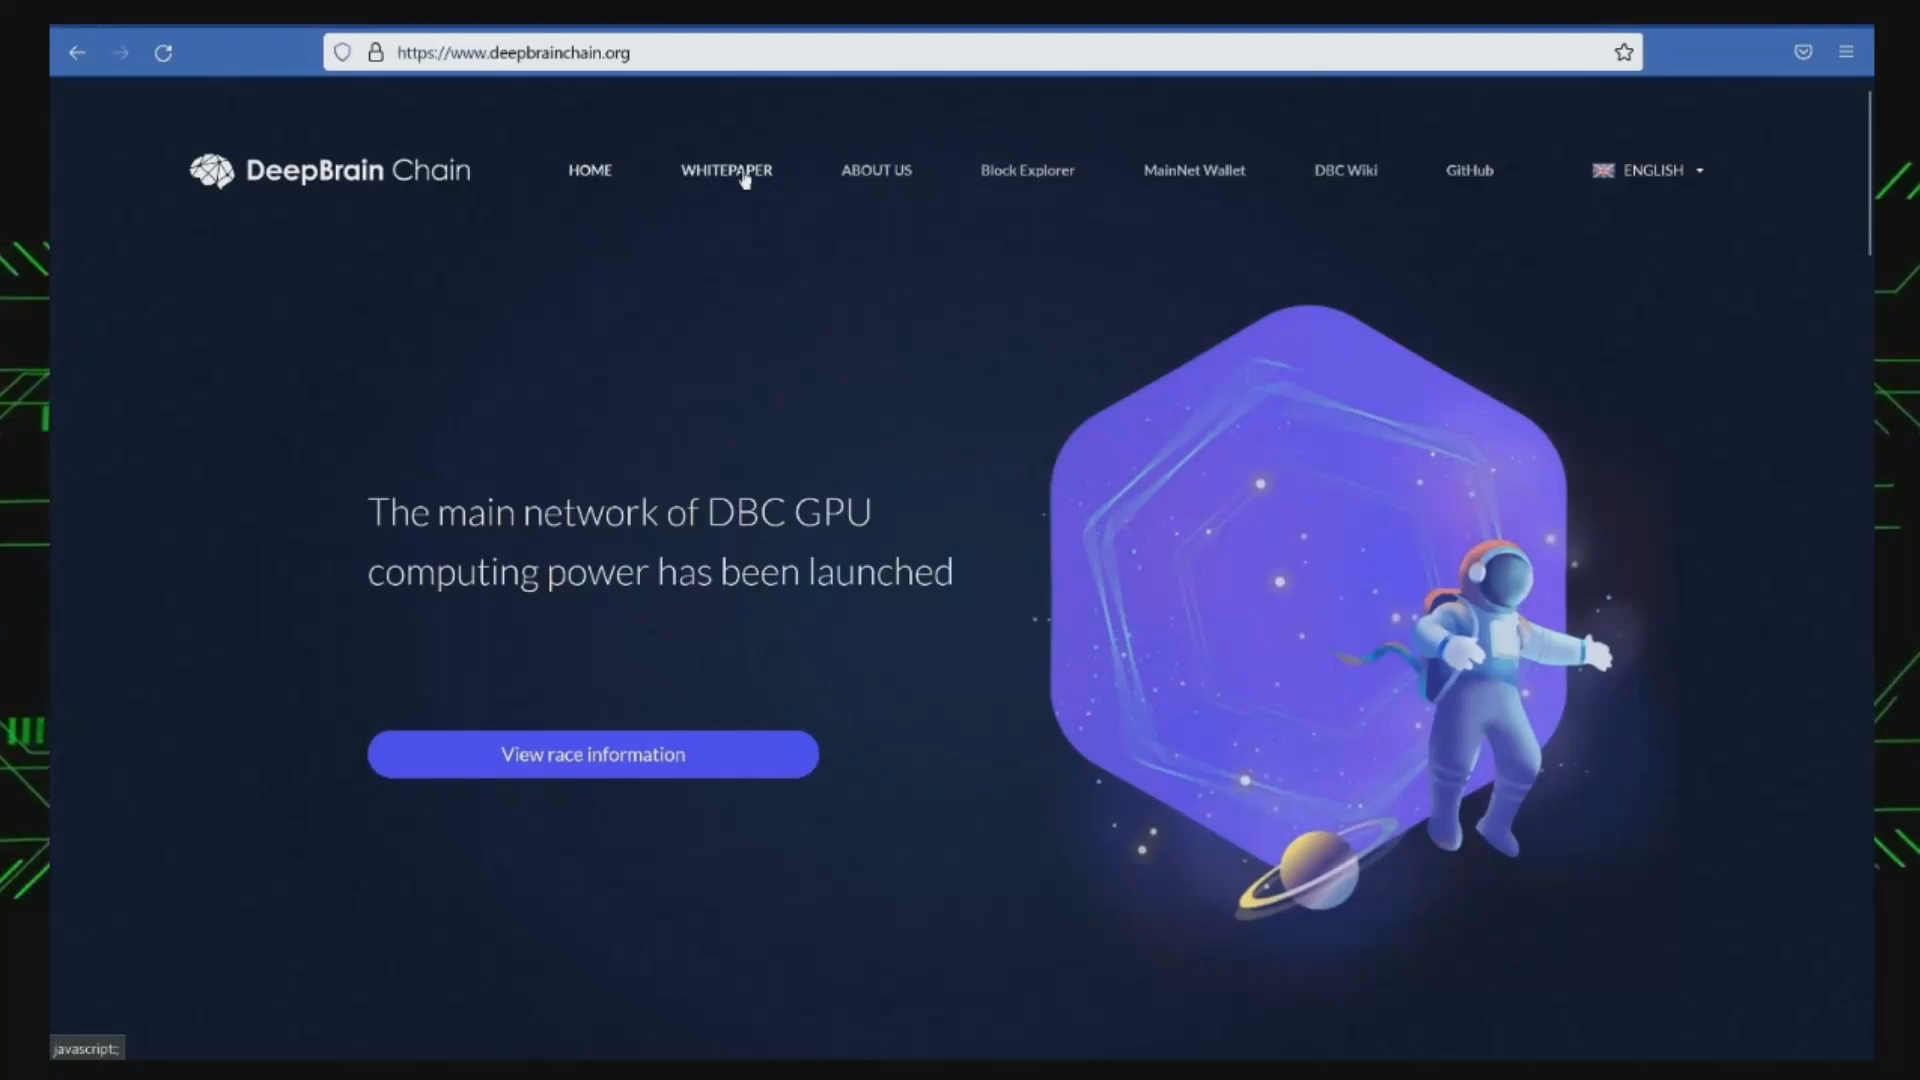 https://www.deepbrainchain.org
DeepBrain Chain
HOME
WHITEPAPER
ABOUT US
Block Explorer
MainNet Wallet
DBC Wiki
GitHub
ENGLISH
The main network of DBC GPU
computing power has been launched
View race information
javascript:;